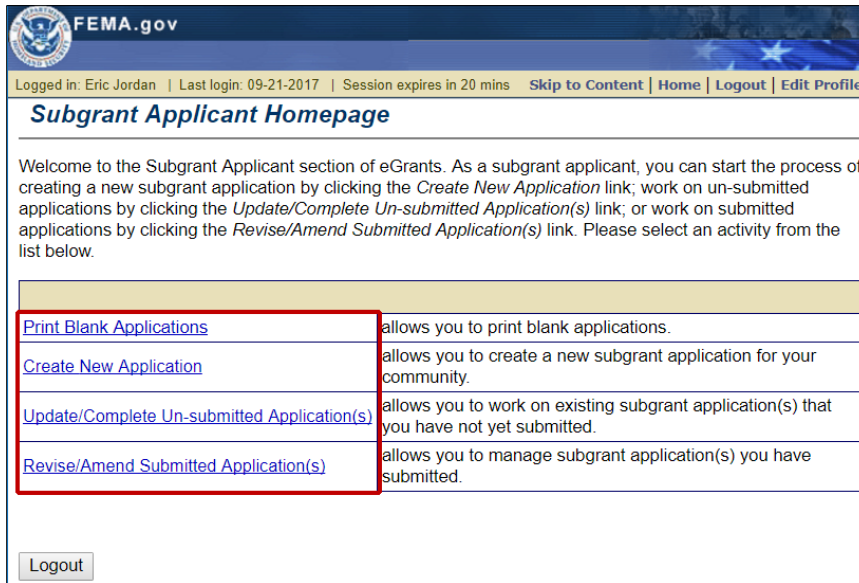 FEMA.gov
Logged in: Eric Jordan | Last login: 09-21-2017 | Session expires in 20 mins Skip to Content | Home | Logout | Edit Profile
Subgrant Applicant Homepage
Welcome to the Subgrant Applicant section of eGrants. As a subgrant applicant, you can start the process of
creating a new subgrant application by clicking the Create New Application link; work on un-submitted
applications by clicking the Update/Complete Un-submitted Application(s) link; or work on submitted
applications by clicking the Revise/Amend Submitted Application(s) link. Please select an activity from the
list below.
Print Blank Applications allows you to print blank applications.
Create New Application allows you to create a new subgrant application for your
community.
Update/Complete Un-submitted Application(s) allows you to work on existing subgrant application(s) that
you have not yet submitted.
Revise/Amend Submitted Application(s) allows you to manage subgrant application(s) you have
submitted.
Logout